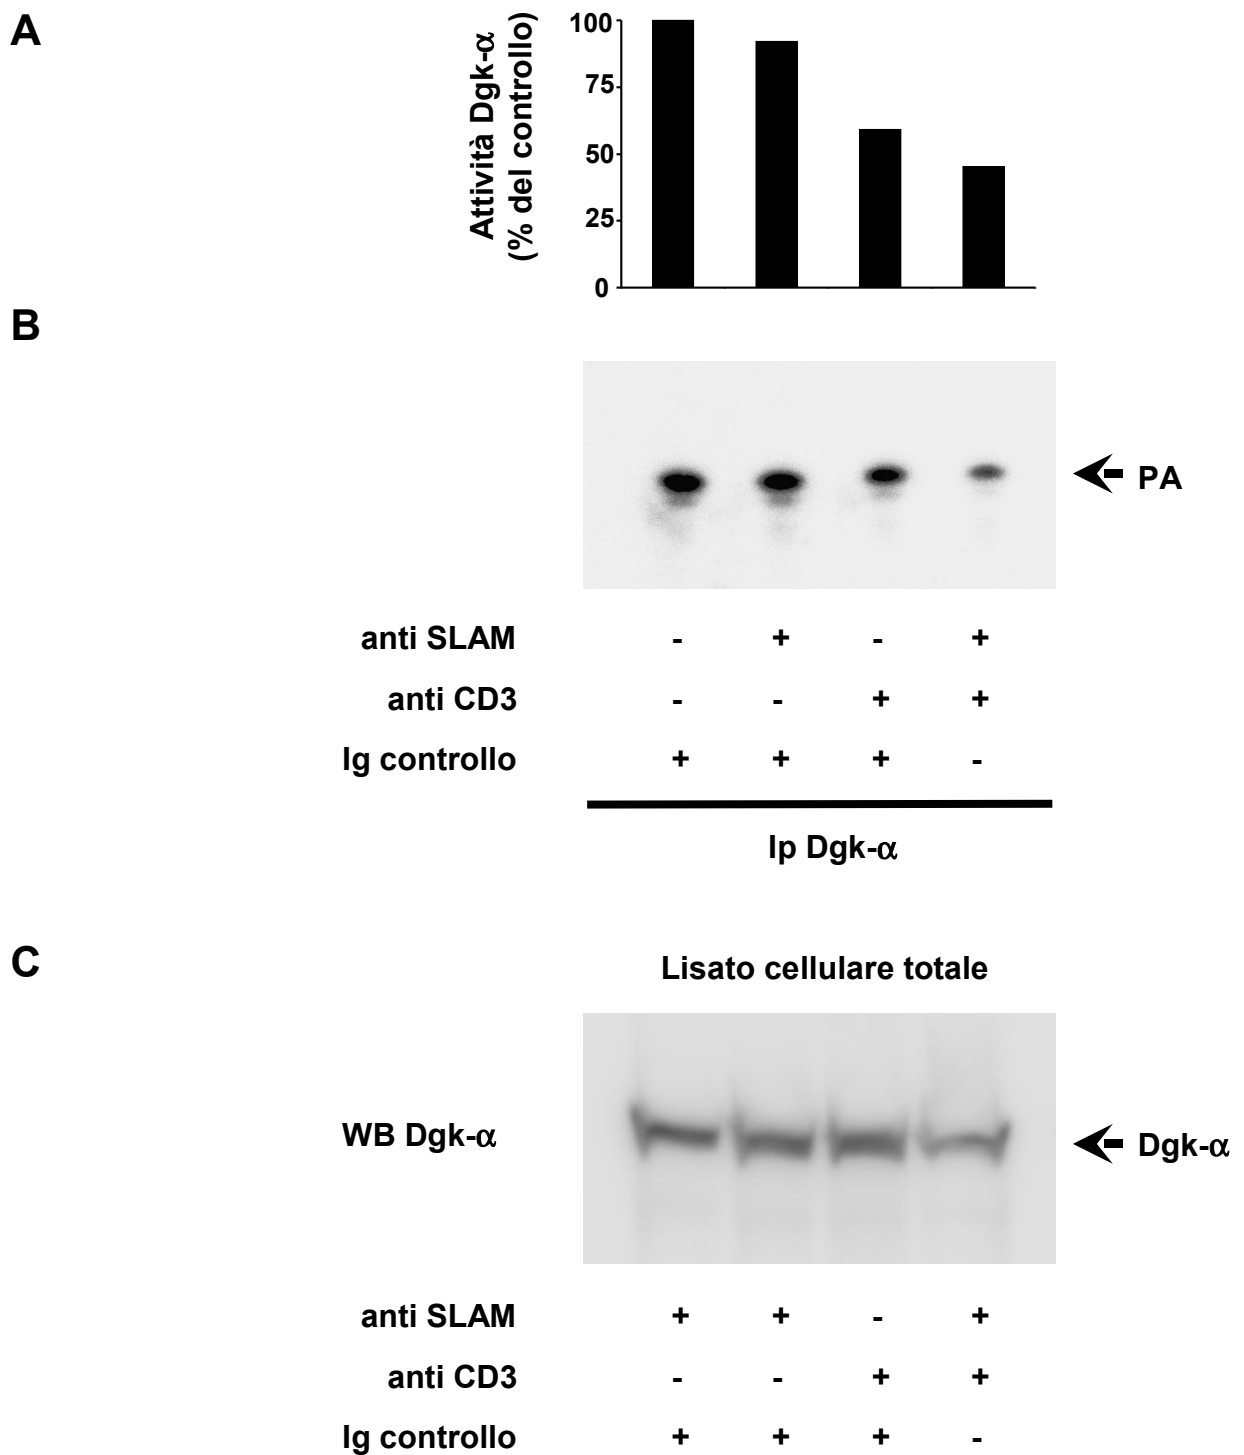 A
Attività Dgk-α
(% del controllo)
100
75
50
25
0
B
PA
anti SLAM - + - +
anti CD3 - - + +
Ig controllo + + + -
Ip Dgk-α
C
Lisato cellulare totale
WB Dgk-α
Dgk-α
anti SLAM + + - +
anti CD3 - - + +
Ig controllo + + + -